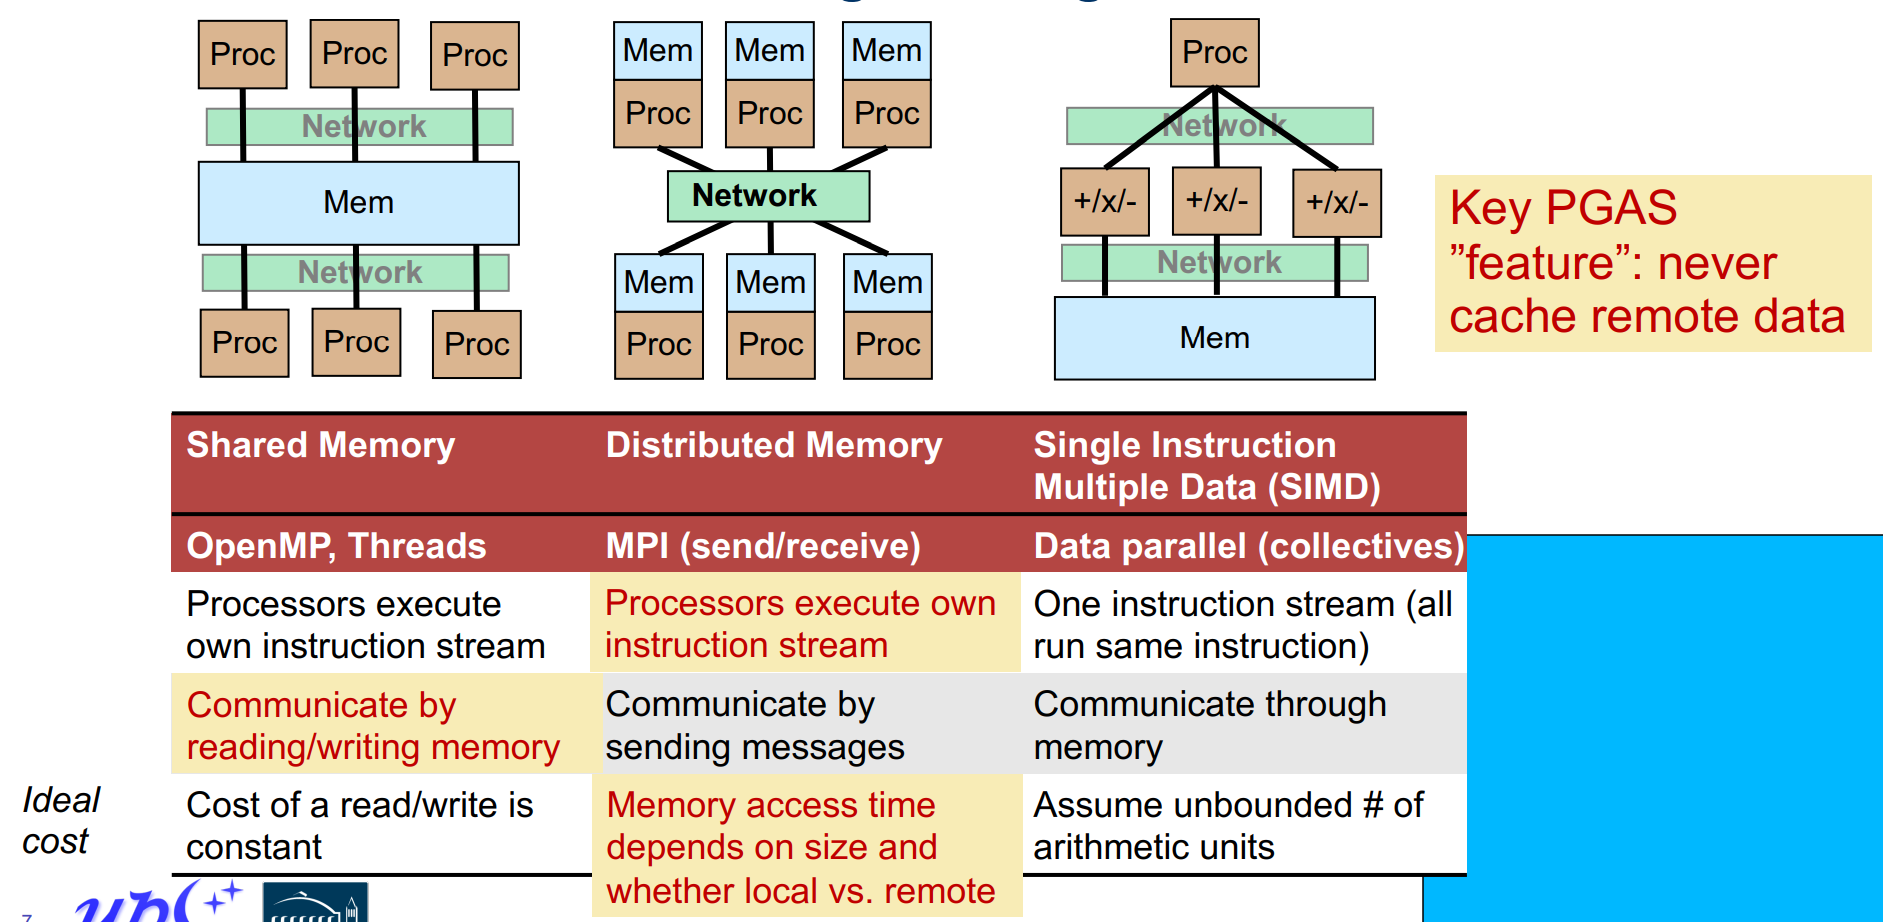 Proc
Proc
Proc
Network
Mem
Network
Proc
Proc
Proc
Mem
Mem
Mem
Proc
Proc
Proc
Network
Mem
Mem
Mem
Proc
Proc
Proc
Proc
Network
+/x/-
+/x/-
+/x/-
Network
Mem
Key PGAS
”feature”: never
cache remote data
Shared Memory
Distributed Memory
Single Instruction
Multiple Data (SIMD)
OpenMP, Threads
MPI (send/receive)
Data parallel (collectives)
Processors execute
own instruction stream
Processors execute own
instruction stream
One instruction stream (all
run same instruction)
Communicate by
reading/writing memory
Communicate by
sending messages
Communicate through
memory
Ideal
cost
Cost of a read/write is
constant
Memory access time
depends on size and
whether local vs. remote
Assume unbounded # of
arithmetic units
7